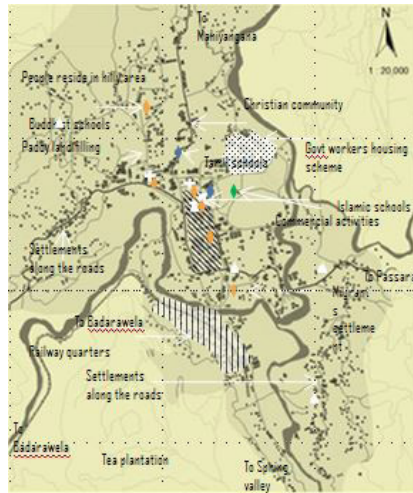 To
Mahiyangana
N
1: 20,000
People reside in hilly area
Christian community
Buddhist schools
Paddy land filling
Tamil schools
Govt workers housing
scheme
Islamic schools
Commercial activities
Settlements
along the roads
To Passara
Migrant
s
settleme
nt
To Badarawela
Railway quarters
Settlements
along the roads
To
Badarawela
Tea plantation
To Spring
valley